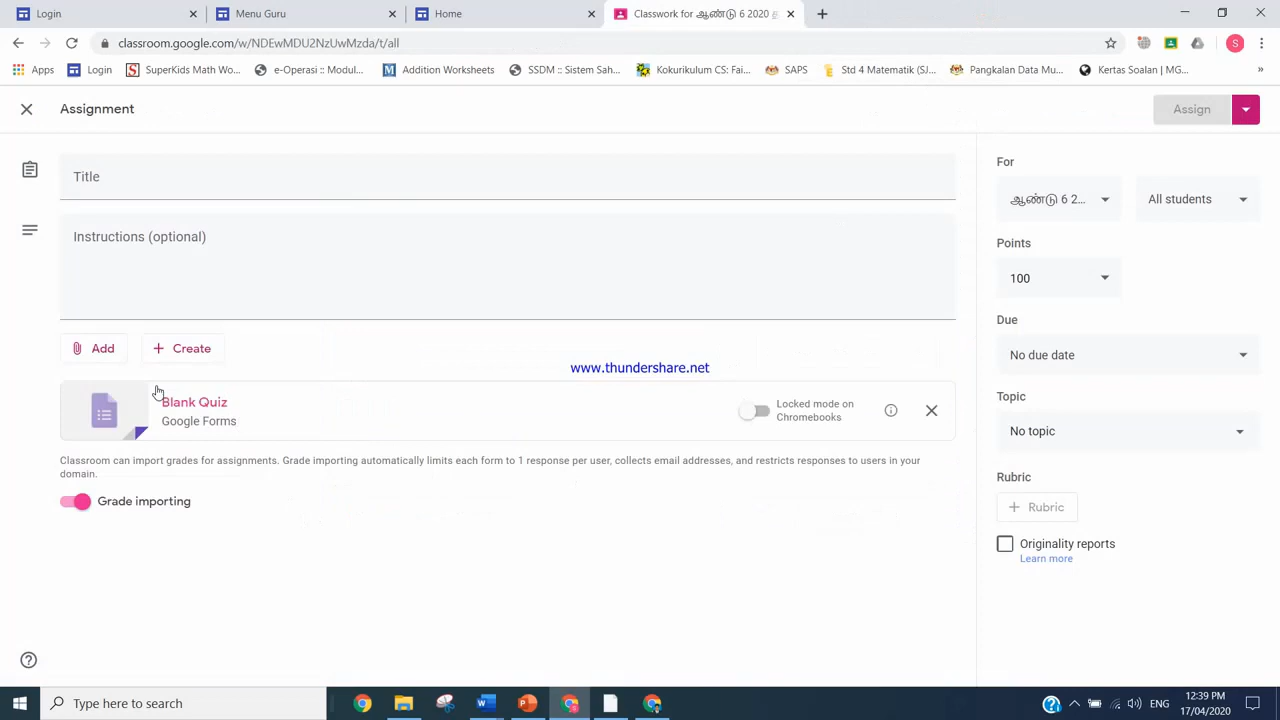 Login
Menu Guru
Home
Classwork for ஆண்டு 6 2020
classroom.google.com/w/NDEwMDU2NzUwMzda/t/all
S
Apps
Login
SuperKids Math Wo...
e-Operasi :: Modul...
Addition Worksheets
SSDM :: Sistem Sah...
Kokurikulum CS: Fai...
SAPS
Std 4 Matematik (SJ...
Pangkalan Data Mu...
Kertas Soalan | MG...
»
Assignment
Assign
Title
Instructions (optional)
Add
Create
www.thundershare.net
Blank Quiz
Google Forms
Locked mode on
Chromebooks
Classroom can import grades for assignments. Grade importing automatically limits each form to 1 response per user, collects email addresses, and restricts responses to users in your
domain.
Grade importing
For
ஆண்டு 6 2...
All students
Points
100
Due
No due date
Topic
No topic
Rubric
Rubric
Originality reports
Learn more
Type here to search
ENG
12:39 PM
17/04/2020